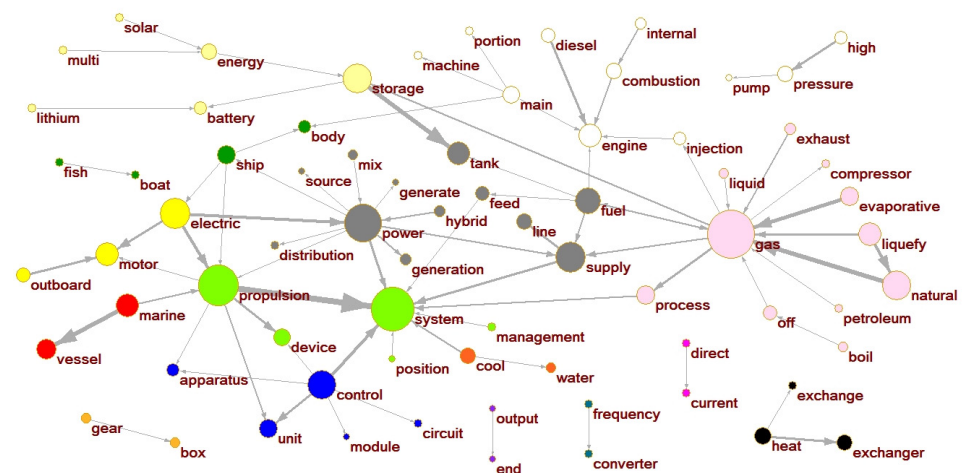 solar
multi
energy
storage
lithium
battery
portion
machine
main
diesel
internal
combustion
engine
high
pressure
pump
injection
exhaust
compressor
liquid
evaporative
liquefy
gas
natural
petroleum
off
boil
process
body
ship
fish
boat
mix
source
generate
tank
feed
fuel
hybrid
line
power
supply
electric
distribution
generation
motor
outboard
propulsion
system
marine
vessel
device
management
position
cool
water
apparatus
control
unit
module
circuit
gear
box
output
end
frequency
converter
direct
current
exchange
heat
exchanger